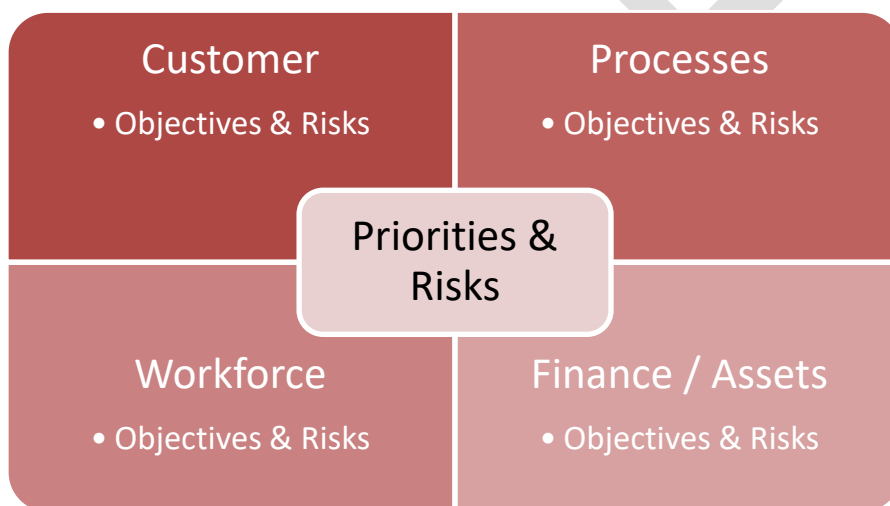 Customer
• Objectives & Risks
Processes
• Objectives & Risks
Priorities &
Risks
Workforce
• Objectives & Risks
Finance / Assets
• Objectives & Risks